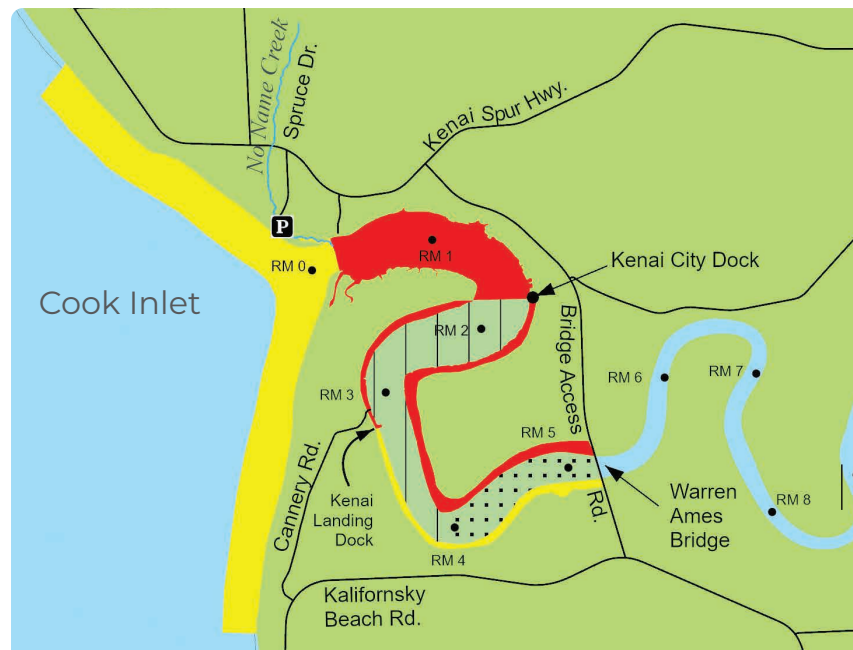 No Name Creek
Spruce Dr.
Kenai Spur Hwy.
P
RM 0
RM 1
Kenai City Dock
Cook Inlet
RM 2
Bridge Access
Rd.
RM 3
RM 6
RM 7
RM 5
Cannery Rd.
Kenai
Landing
Dock
Warren
Ames
Bridge
RM 8
RM 4
Kalifornsky
Beach Rd.